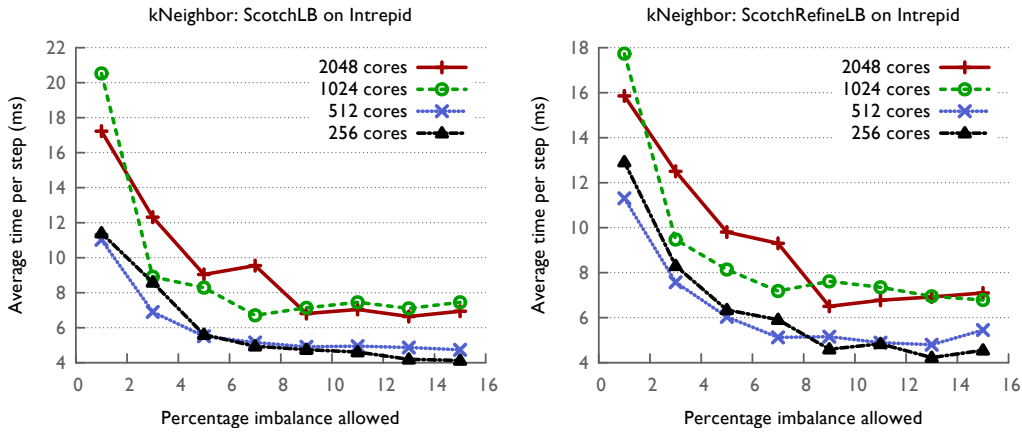 kNeighbor: ScotchLB on Intrepid
22
20
18
16
14
12
10
8
6
4
0 2 4 6 8 10 12 14 16
Average time per step (ms)
Percentage imbalance allowed
2048 cores
1024 cores
512 cores
256 cores
kNeighbor: ScotchRefineLB on Intrepid
18
16
14
12
10
8
6
4
0 2 4 6 8 10 12 14 16
Average time per step (ms)
Percentage imbalance allowed
2048 cores
1024 cores
512 cores
256 cores